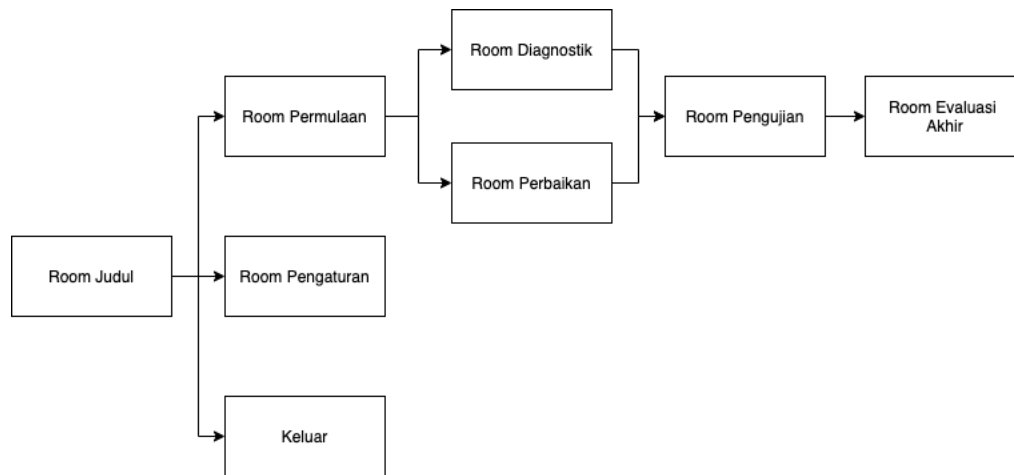 Room Diagnostik
Room Permulaan
Room Pengujian
Room Evaluasi
Akhir
Room Perbaikan
Room Judul
Room Pengaturan
Keluar